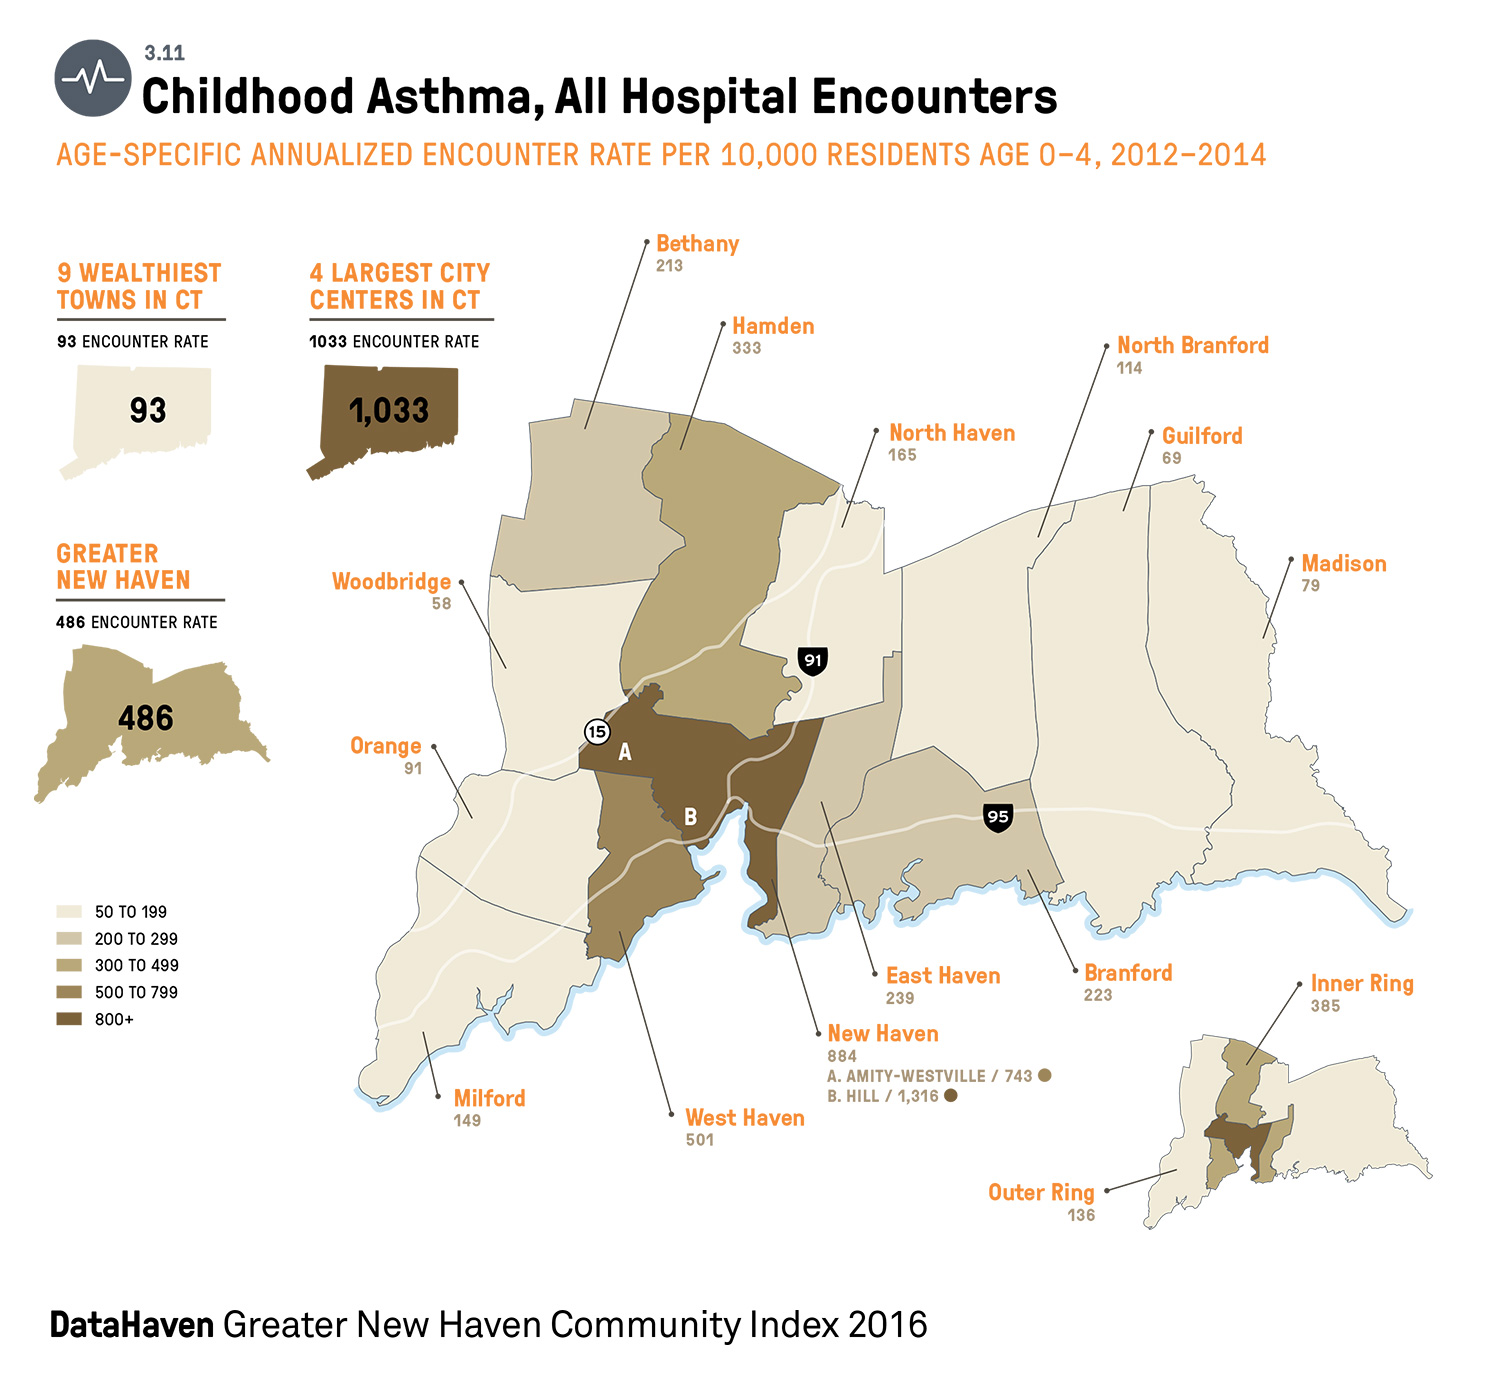 3.11
Childhood Asthma, All Hospital Encounters
AGE-SPECIFIC ANNUALIZED ENCOUNTER RATE PER 10,000 RESIDENTS AGE 0–4, 2012–2014
9 WEALTHIEST
TOWNS IN CT
93 ENCOUNTER RATE
93
4 LARGEST CITY
CENTERS IN CT
1033 ENCOUNTER RATE
1,033
GREATER
NEW HAVEN
486 ENCOUNTER RATE
486
50 TO 199
200 TO 299
300 TO 499
500 TO 799
800+
Bethany
213
Hamden
333
North Branford
114
North Haven
165
Guilford
69
Madison
79
Woodbridge
58
91
15
A
Orange
91
B
95
East Haven
239
Branford
223
New Haven
884
A. AMITY-WESTVILLE / 743
B. HILL / 1,316
Milford
149
West Haven
501
Inner Ring
385
Outer Ring
136
DataHaven Greater New Haven Community Index 2016